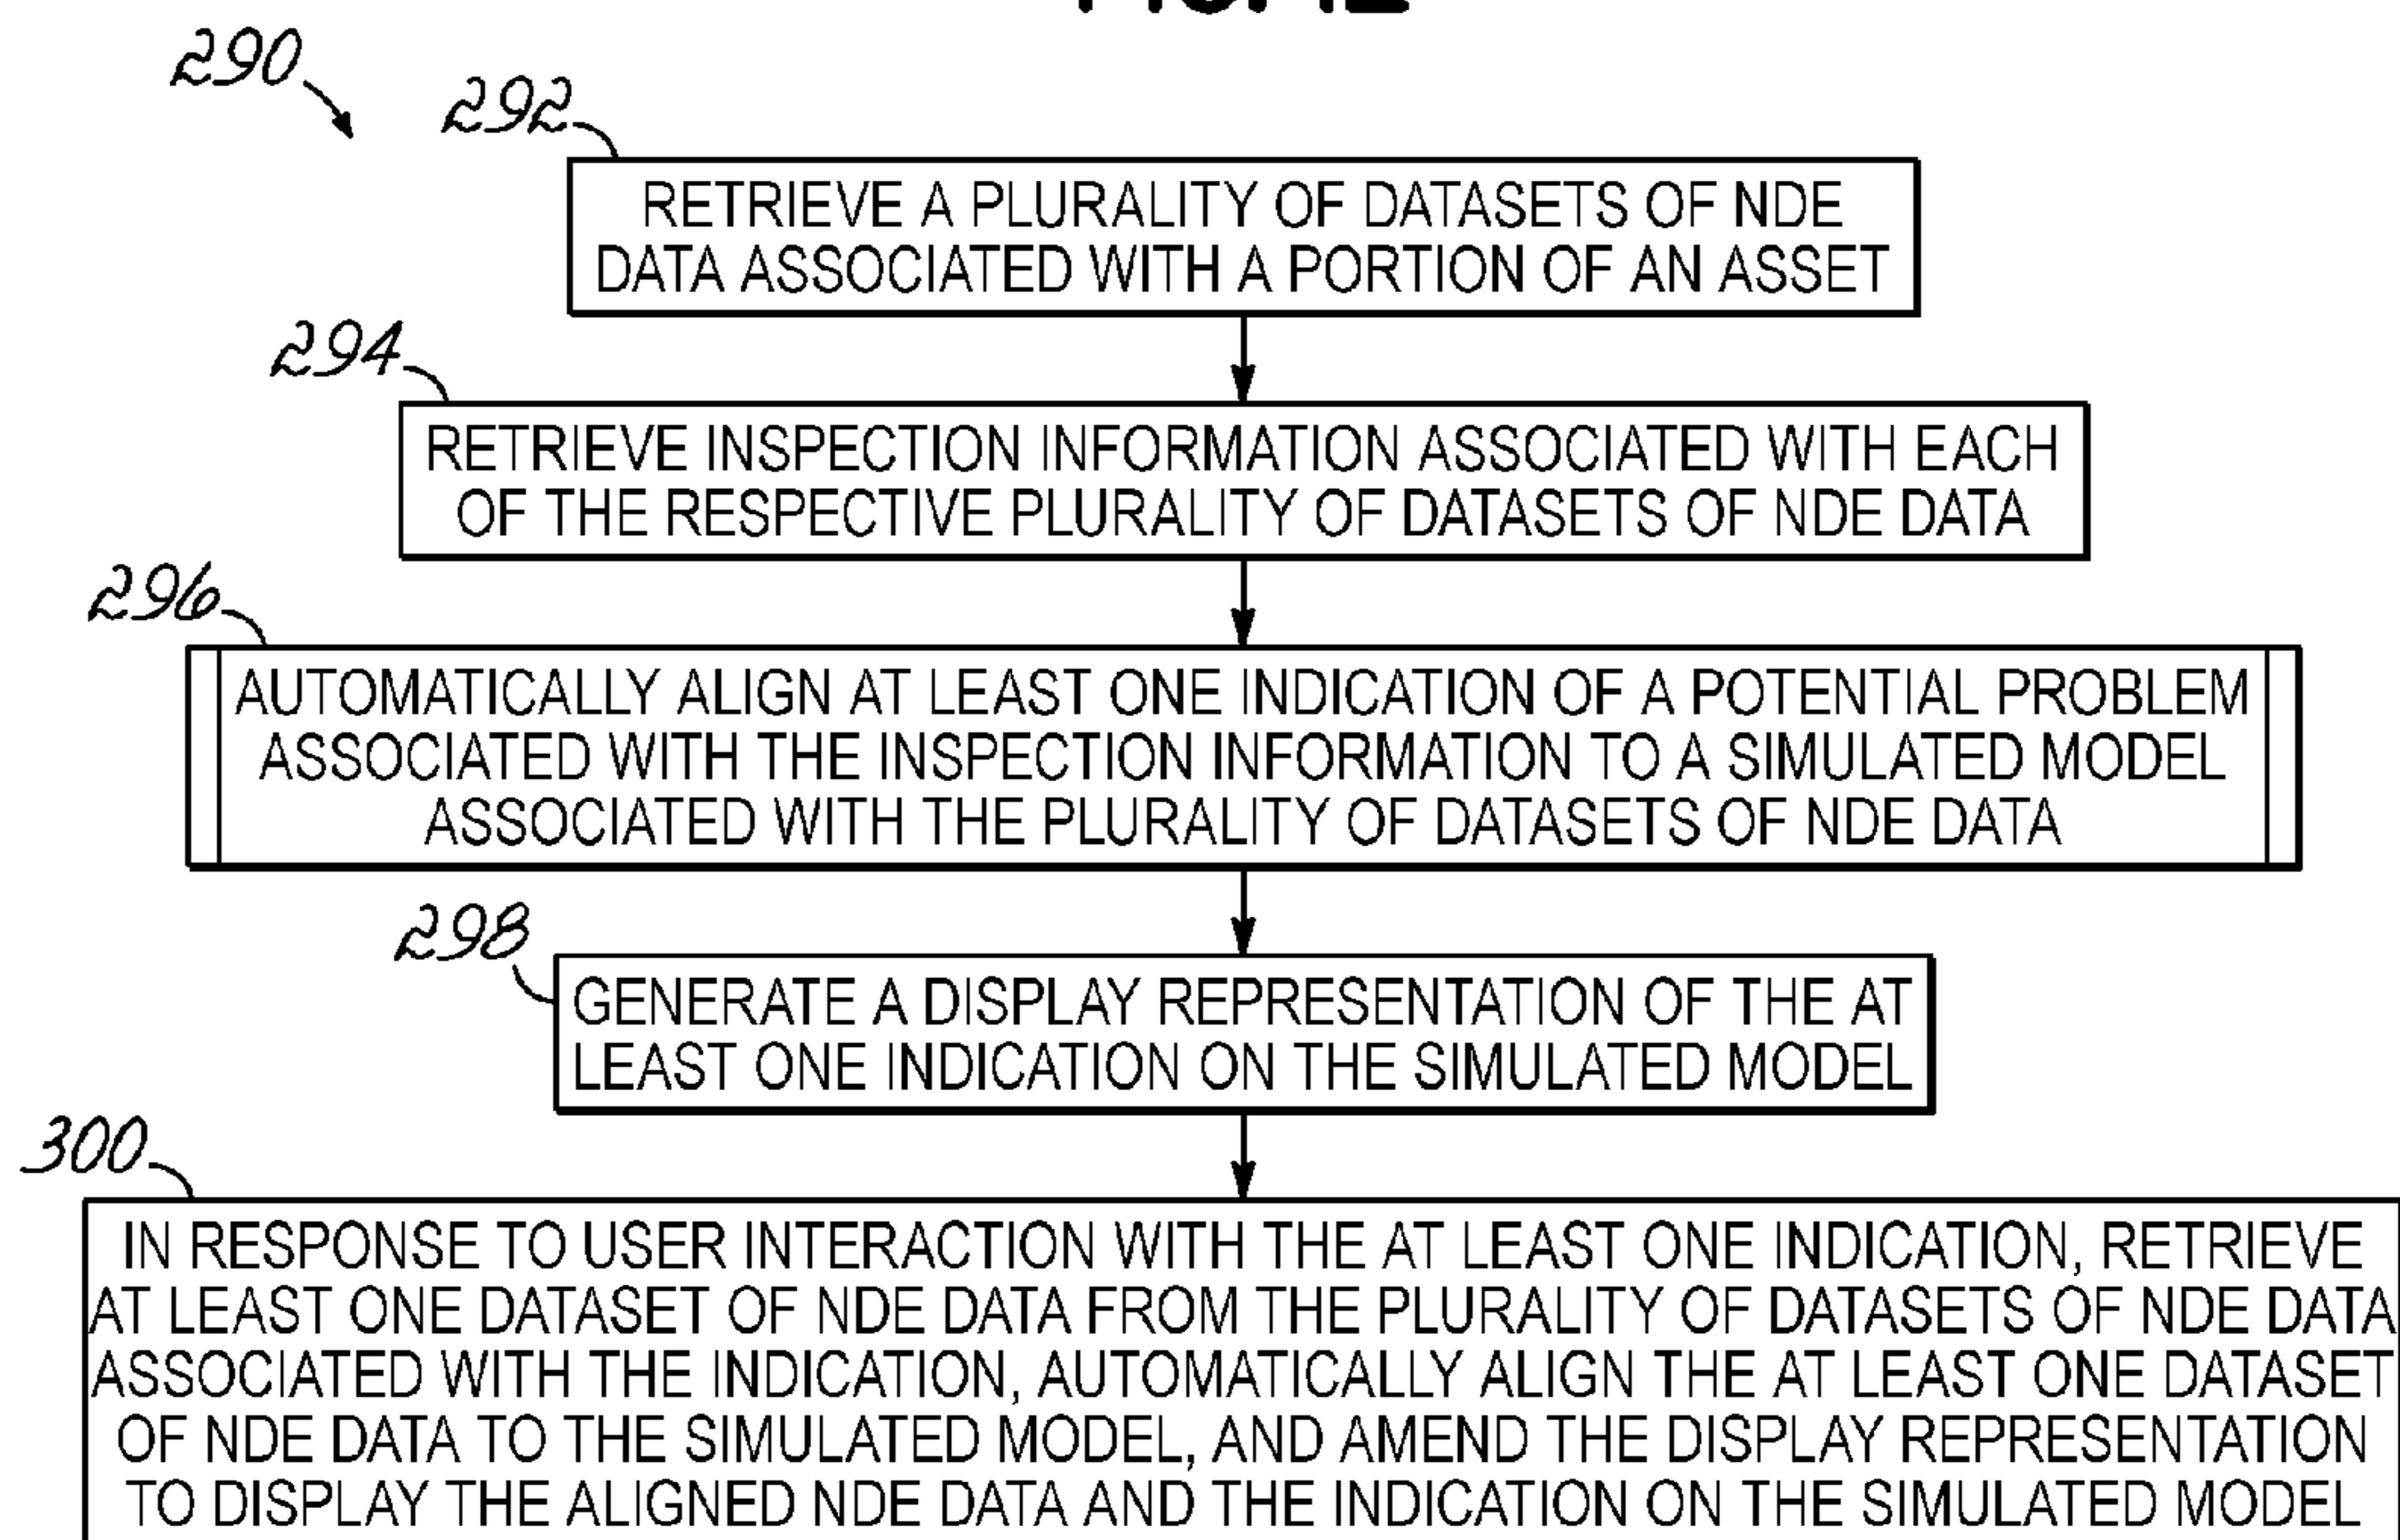 290
292
RETRIEVE A PLURALITY OF DATASETS OF NDE
DATA ASSOCIATED WITH A PORTION OF AN ASSET
294
RETRIEVE INSPECTION INFORMATION ASSOCIATED WITH EACH
OF THE RESPECTIVE PLURALITY OF DATASETS OF NDE DATA
296
AUTOMATICALLY ALIGN AT LEAST ONE INDICATION OF A POTENTIAL PROBLEM
ASSOCIATED WITH THE INSPECTION INFORMATION TO A SIMULATED MODEL
ASSOCIATED WITH THE PLURALITY OF DATASETS OF NDE DATA
298
GENERATE A DISPLAY REPRESENTATION OF THE AT
LEAST ONE INDICATION ON THE SIMULATED MODEL
300
IN RESPONSE TO USER INTERACTION WITH THE AT LEAST ONE INDICATION, RETRIEVE
AT LEAST ONE DATASET OF NDE DATA FROM THE PLURALITY OF DATASETS OF NDE DATA
ASSOCIATED WITH THE INDICATION, AUTOMATICALLY ALIGN THE AT LEAST ONE DATASET
OF NDE DATA TO THE SIMULATED MODEL, AND AMEND THE DISPLAY REPRESENTATION
TO DISPLAY THE ALIGNED NDE DATA AND THE INDICATION ON THE SIMULATED MODEL